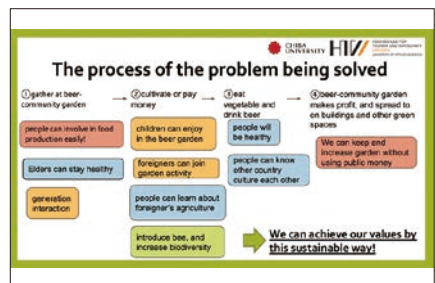 CHIBA
UNIVERSITY
HTW
The process of the problem being solved
①gather at beer-
community garden
people can involve in food
production easily!
Elders can stay healthy
generation
interaction
②cultivate or pay
money
children can enjoy
in the beer garden
foreigners can join
garden activity
people can learn about
foreigner's agriculture
introduce bee, and
increase biodiversity
③eat
vegetable and
drink beer
people will
be healthy
people can know
other country
culture each other
④beer-community garden
makes profit, and spread to
on buildings and other green
spaces
We can keep and
increase garden without
using public money
We can achieve our values by
this sustainable way!